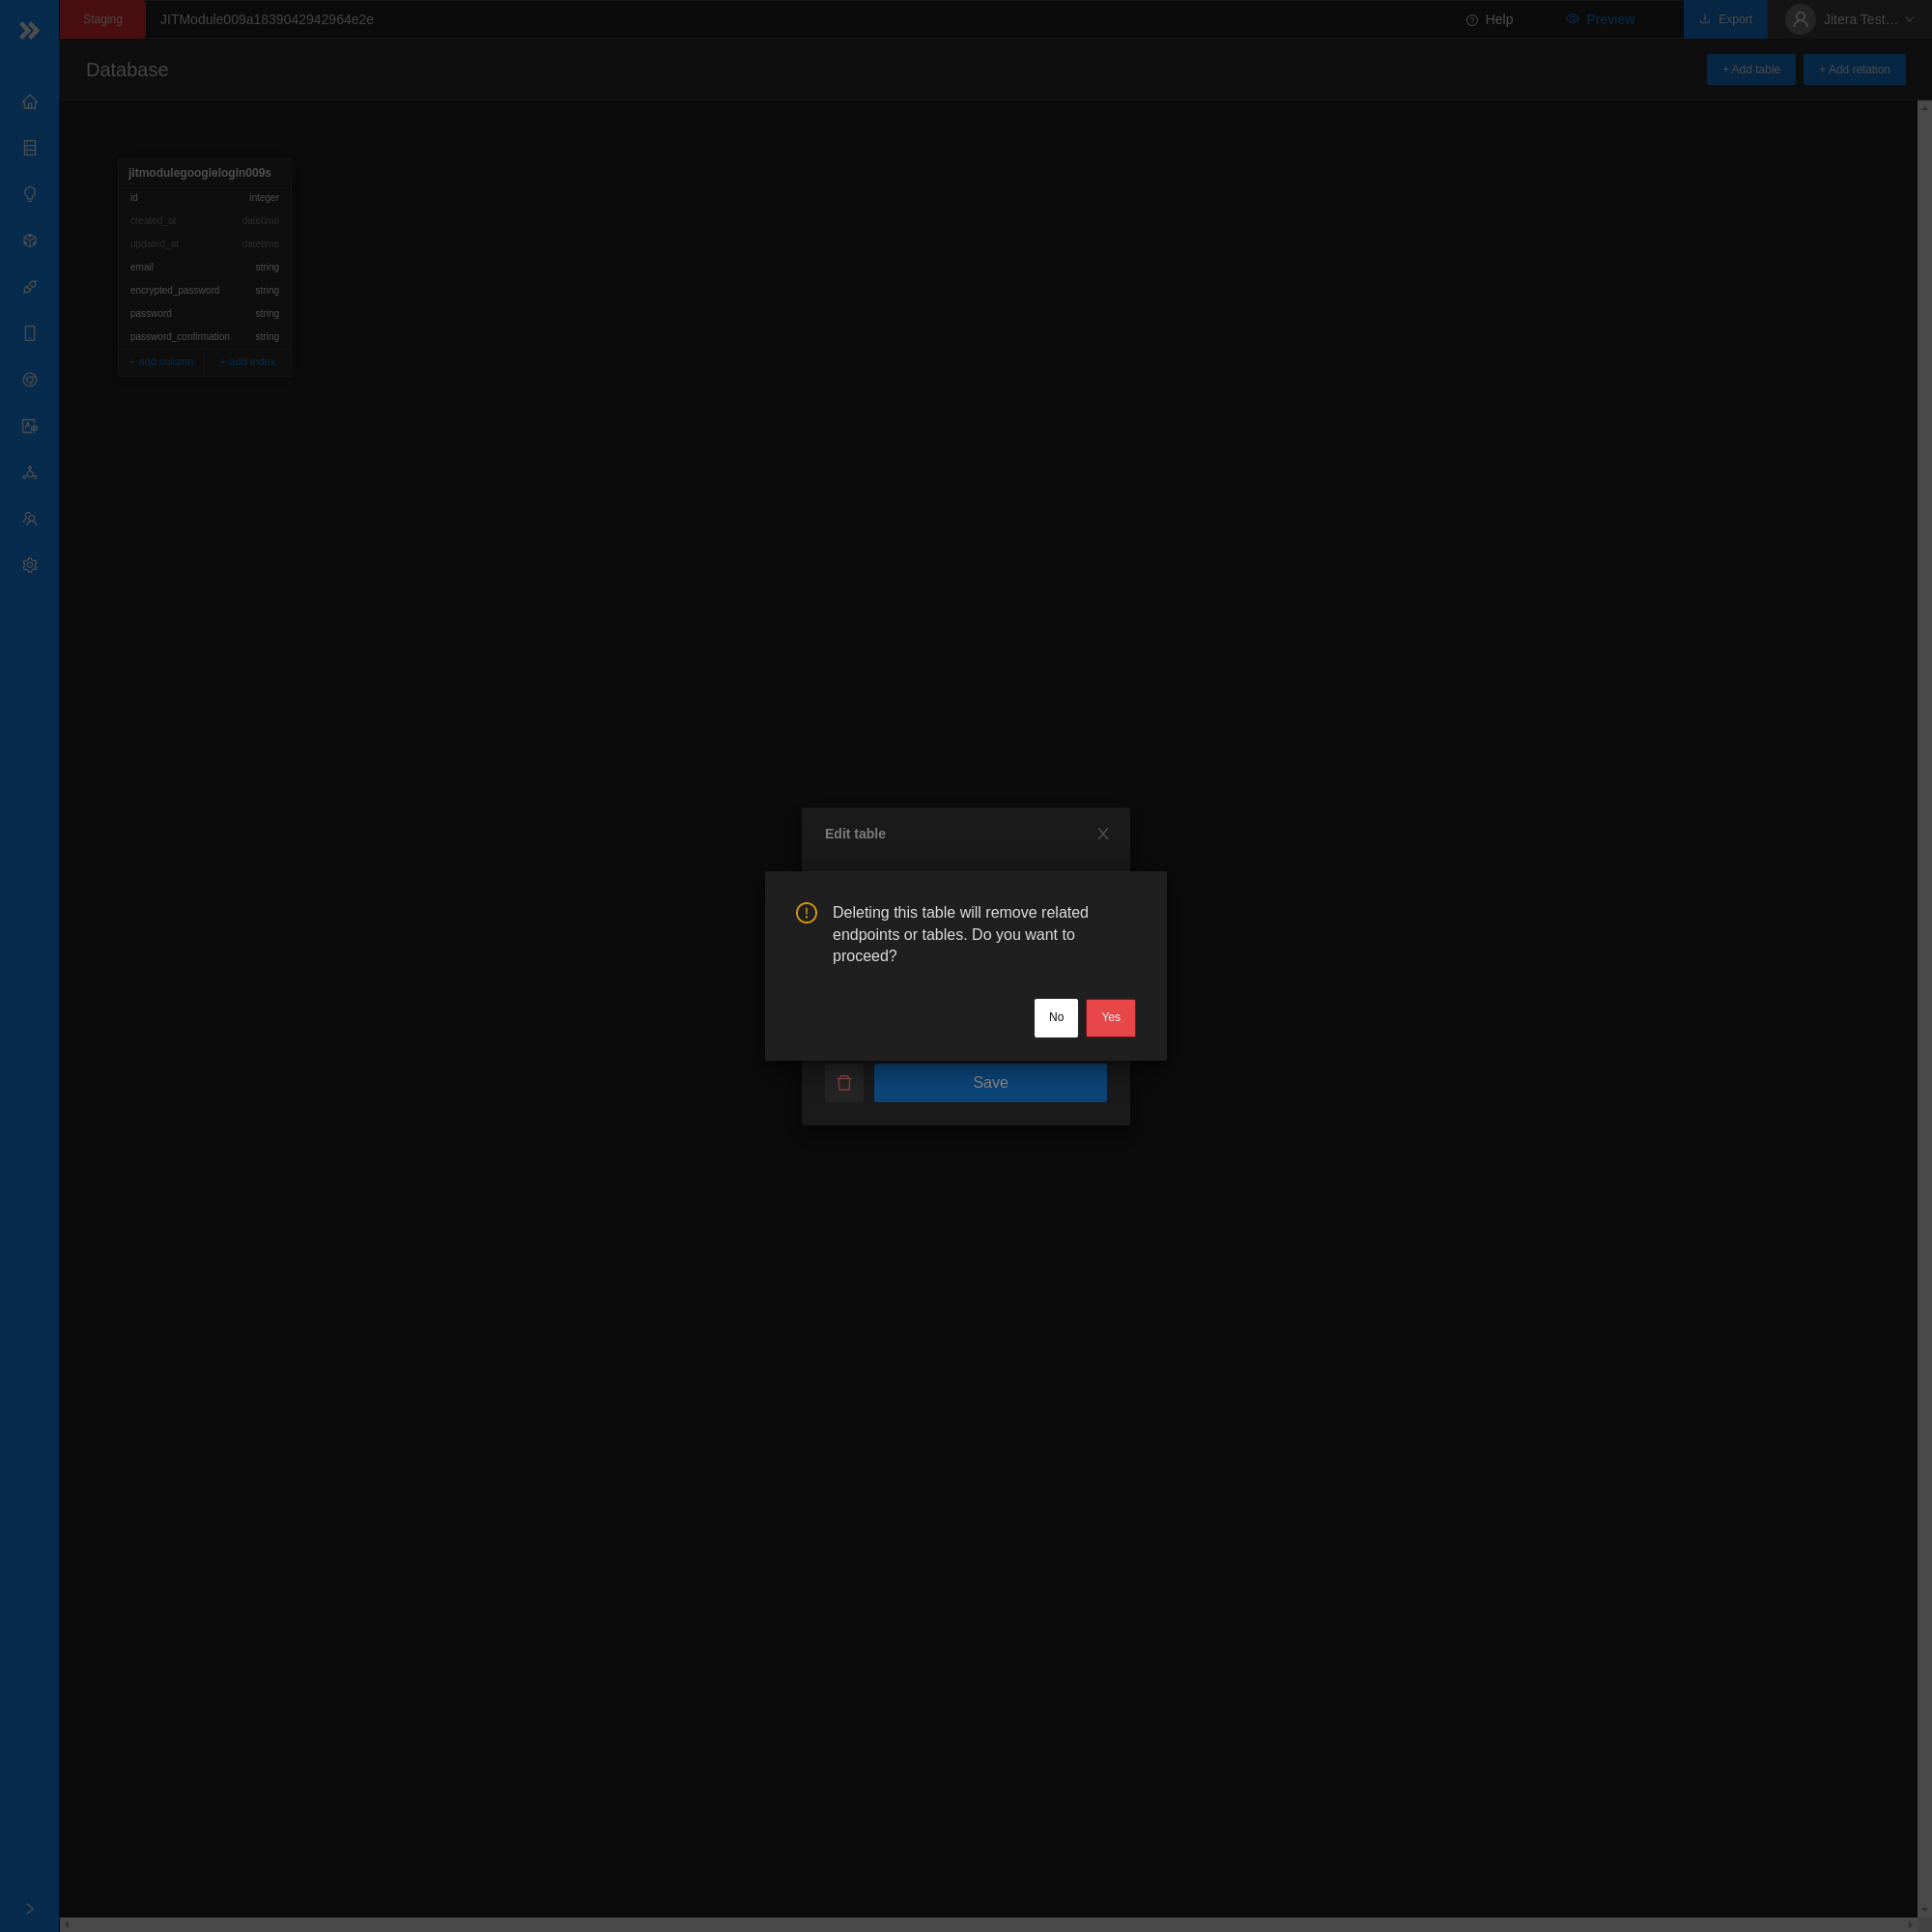 Staging
JITModule009a1839042942964e2e
Help
Preview
Export
Jitera Test…
Database
+ Add table
+ Add relation
jitmodulegooglelogin009s
id integer
created_at datetime
updated_at datetime
email string
encrypted_password string
password string
password_confirmation string
+ add column
+ add index
Edit table
Deleting this table will remove related
endpoints or tables. Do you want to
proceed?
No
Yes
Save